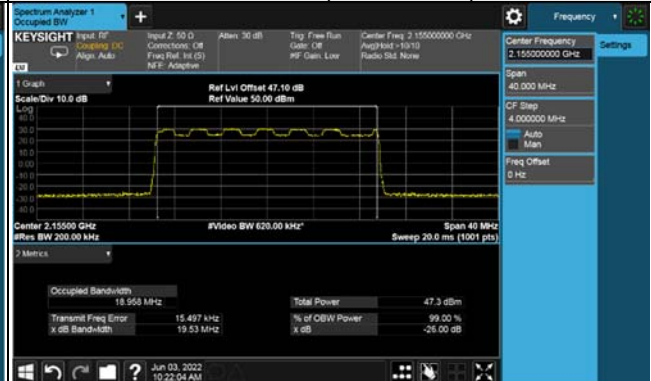 Spectrum Analyzer 1
Occupied BW
+
Frequency
KEYSIGHT
Input: RF
Coupling: DC
Align: Auto
Input Z: 50 Ω
Corrections: Off
Freq Ref: Int (S)
NFE: Adaptive
Atten: 30 dB
Trig: Free Run
Gate: Off
#IF Gain: Low
Center Freq: 2.155000000 GHz
Avg|Hold:>10/10
Radio Std: None
Center Frequency
2.155000000 GHz
Settings
Span
40.000 MHz
CF Step
4.000000 MHz
Auto
Man
Freq Offset
0 Hz
1 Graph
Scale/Div 10.0 dB
Ref Lvl Offset 47.10 dB
Ref Value 50.00 dBm
Log
40.0
30.0
20.0
10.0
0.00
-10.0
-20.0
-30.0
-40.0
Center 2.15500 GHz
#Res BW 200.00 kHz
#Video BW 620.00 kHz*
Span 40 MHz
Sweep 20.0 ms (1001 pts)
2 Metrics
Occupied Bandwidth
18.958 MHz
Total Power 47.3 dBm
Transmit Freq Error 15.497 kHz
% of OBW Power 99.00 %
x dB Bandwidth 19.53 MHz
x dB -26.00 dB
?
Jun 03, 2022
10:22:04 AM